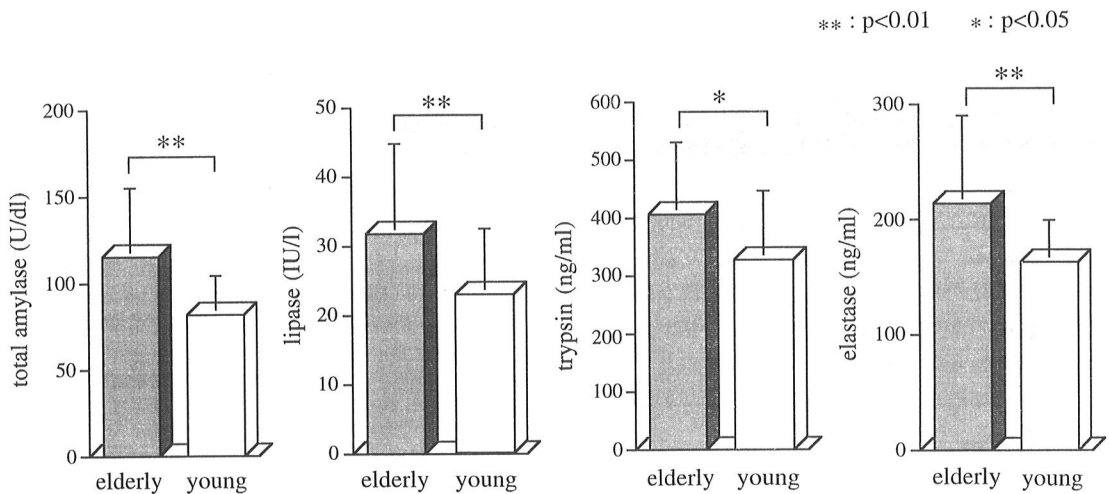 ** : p<0.01 * : p<0.05
total amylase (U/dl)
200
150
100
50
0
**
elderly young
lipase (IU/l)
50
40
30
20
10
0
**
elderly young
trypsin (ng/ml)
600
500
400
300
200
100
0
*
elderly young
elastase (ng/ml)
300
200
100
0
**
elderly young